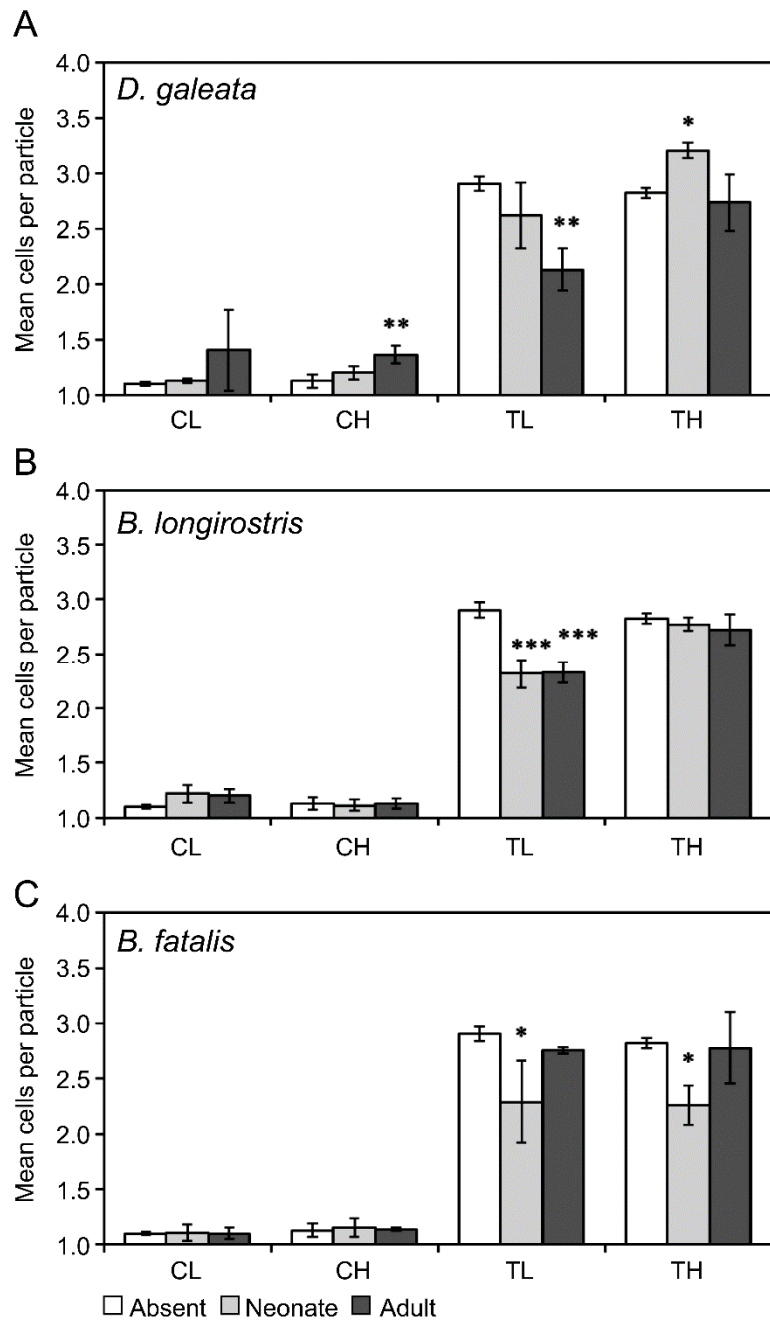 A
4.0
D. galeata
3.5
*
3.0
**
2.5
2.0
**
1.5
1.0
Mean cells per particle
CL CH TL TH
B
4.0
B. longirostris
3.5
3.0
*** ***
2.5
2.0
1.5
1.0
Mean cells per particle
CL CH TL TH
C
4.0
B. fatalis
3.5
3.0
* *
2.5
2.0
1.5
1.0
Mean cells per particle
CL CH TL TH
Absent Neonate Adult